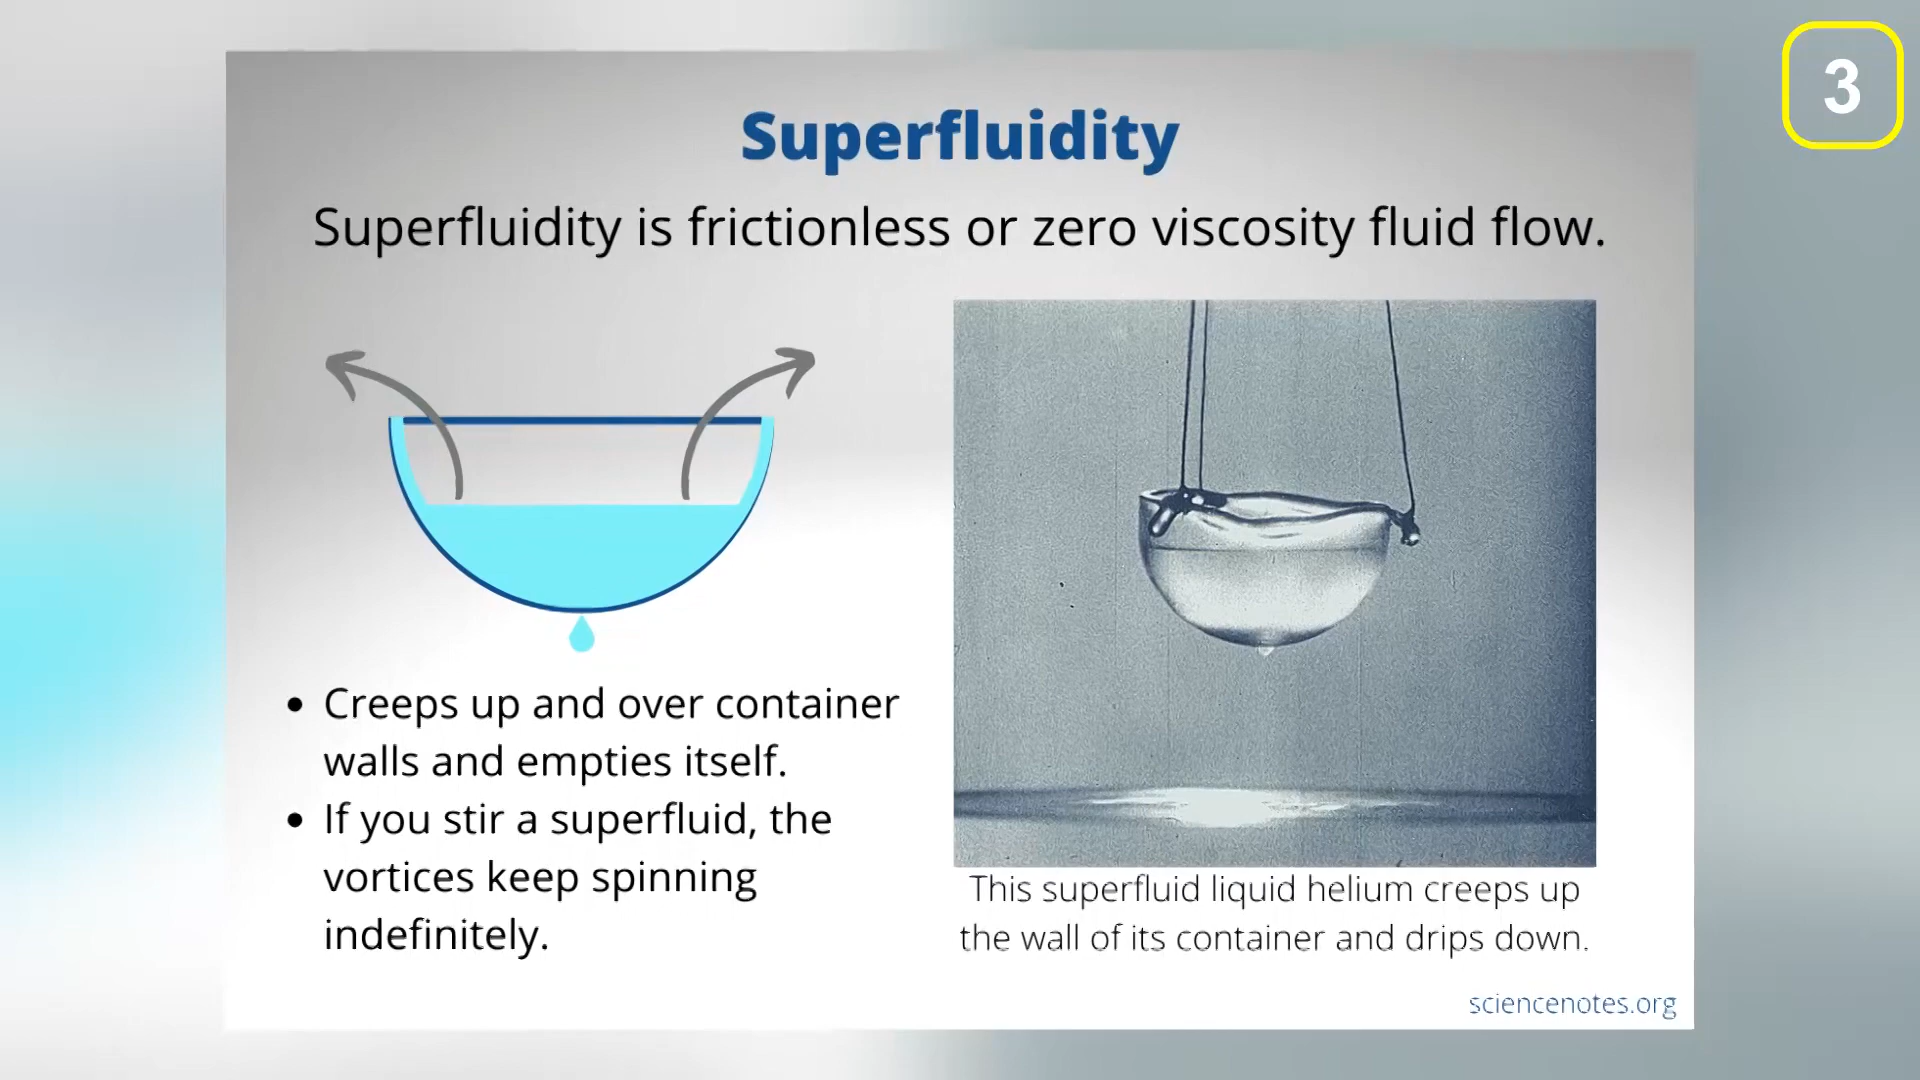 3
Superfluidity
Superfluidity is frictionless or zero viscosity fluid flow.
• Creeps up and over container
walls and empties itself.
• If you stir a superfluid, the
vortices keep spinning
indefinitely.
This superfluid liquid helium creeps up
the wall of its container and drips down.
sciencenotes.org